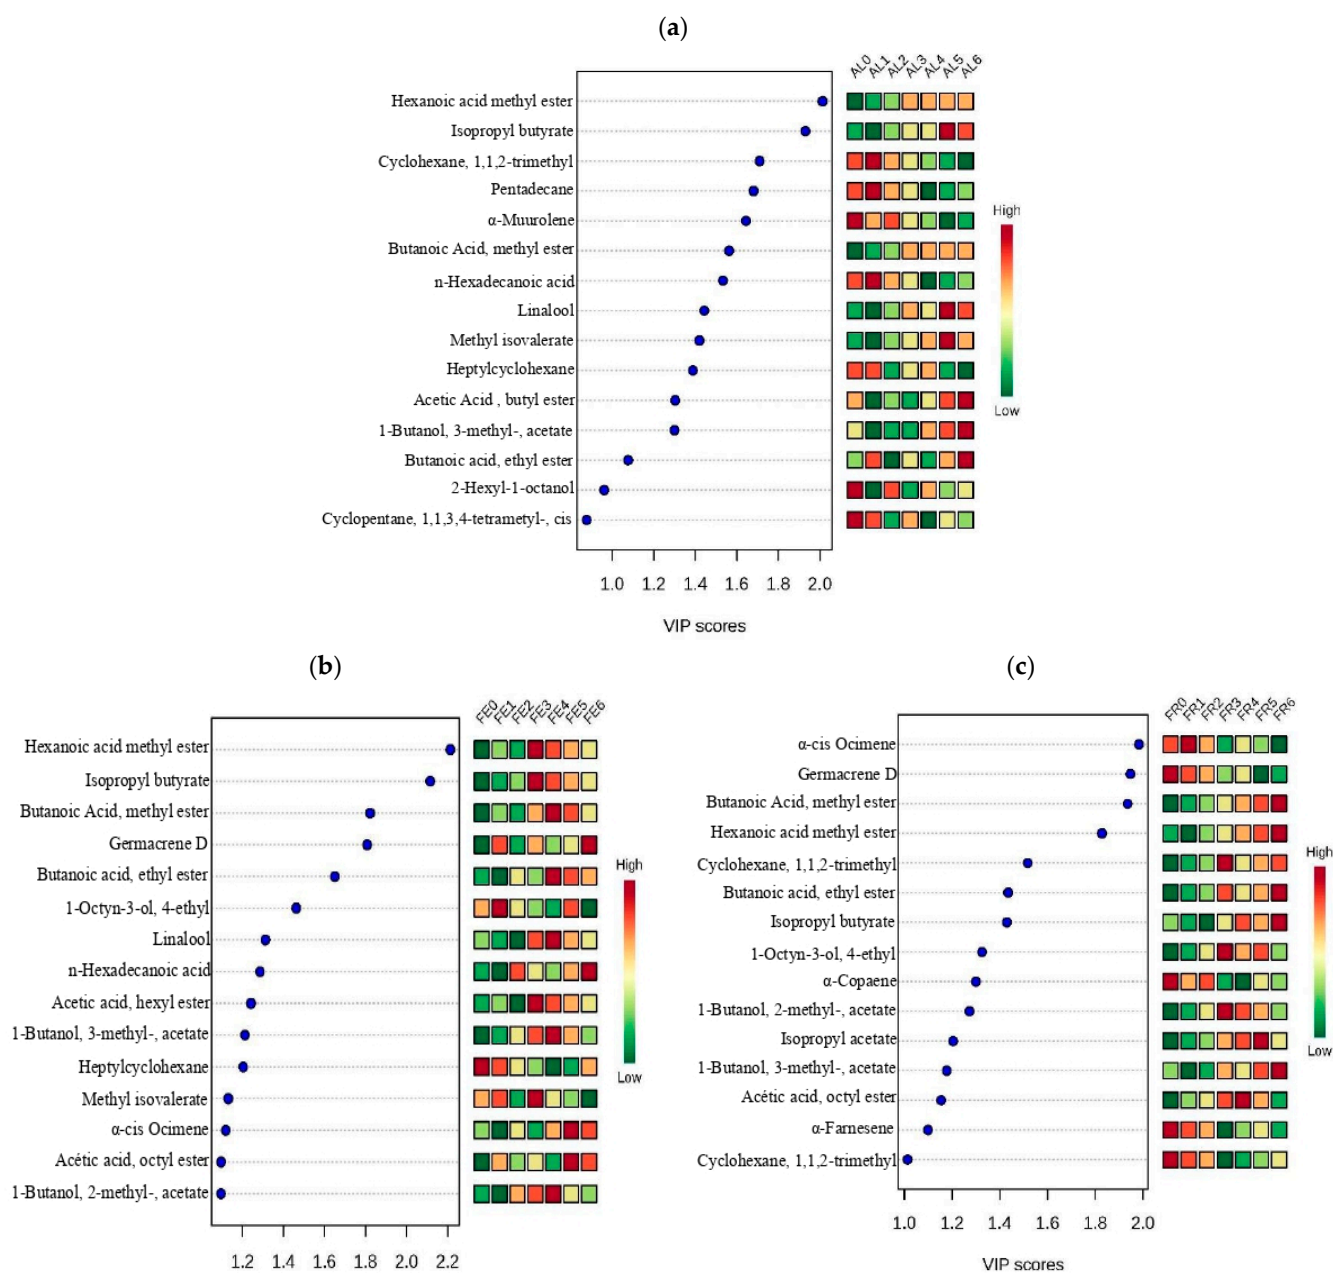 (a)
AL0 AL1 AL2 AL3 AL4 AL5 AL6
Hexanoic acid methyl ester
Isopropyl butyrate
Cyclohexane, 1,1,2-trimethyl
Pentadecane
α-Muurolene
Butanoic Acid, methyl ester
n-Hexadecanoic acid
Linalool
Methyl isovalerate
Heptylcyclohexane
Acetic Acid , butyl ester
1-Butanol, 3-methyl-, acetate
Butanoic acid, ethyl ester
2-Hexyl-1-octanol
Cyclopentane, 1,1,3,4-tetrametyl-, cis
High
Low
1.0 1.2 1.4 1.6 1.8 2.0
VIP scores
(b)
FE0 FE1 FE2 FE3 FE4 FE5 FE6
Hexanoic acid methyl ester
Isopropyl butyrate
Butanoic Acid, methyl ester
Germacrene D
Butanoic acid, ethyl ester
1-Octyn-3-ol, 4-ethyl
Linalool
n-Hexadecanoic acid
Acetic acid, hexyl ester
1-Butanol, 3-methyl-, acetate
Heptylcyclohexane
Methyl isovalerate
α-cis Ocimene
Acétic acid, octyl ester
1-Butanol, 2-methyl-, acetate
High
Low
1.2 1.4 1.6 1.8 2.0 2.2
(c)
FR0 FR1 FR2 FR3 FR4 FR5 FR6
α-cis Ocimene
Germacrene D
Butanoic Acid, methyl ester
Hexanoic acid methyl ester
Cyclohexane, 1,1,2-trimethyl
Butanoic acid, ethyl ester
Isopropyl butyrate
1-Octyn-3-ol, 4-ethyl
α-Copaene
1-Butanol, 2-methyl-, acetate
Isopropyl acetate
1-Butanol, 3-methyl-, acetate
Acétic acid, octyl ester
α-Farnesene
Cyclohexane, 1,1,2-trimethyl
High
Low
1.0 1.2 1.4 1.6 1.8 2.0
VIP scores